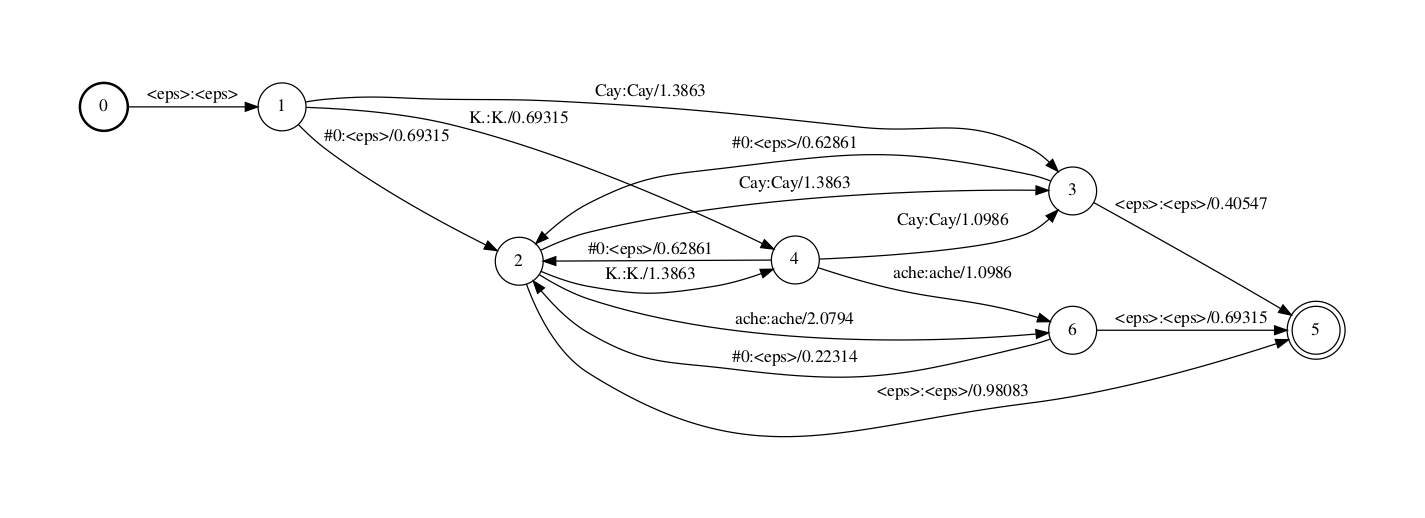 Cay:Cay/1.3863
<eps>:<eps>
0
1
K.:K./0.69315
#0:<eps>/0.69315
#0:<eps>/0.62861
Cay:Cay/1.3863
3
<eps>:<eps>/0.40547
Cay:Cay/1.0986
#0:<eps>/0.62861
2
4
K.:K./1.3863
ache:ache/1.0986
ache:ache/2.0794
<eps>:<eps>/0.69315
6
5
#0:<eps>/0.22314
<eps>:<eps>/0.98083